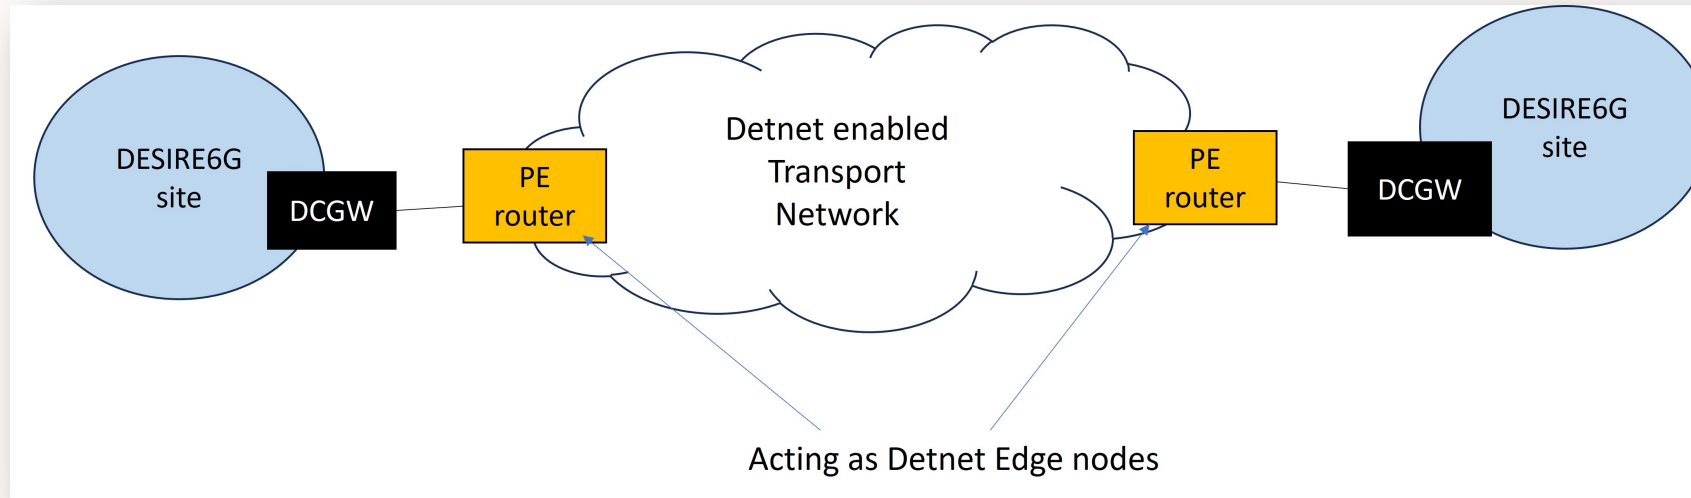 DESIRE6G
site
DCGW
PE
router
Detnet enabled
Transport
Network
PE
router
DCGW
DESIRE6G
site
Acting as Detnet Edge nodes